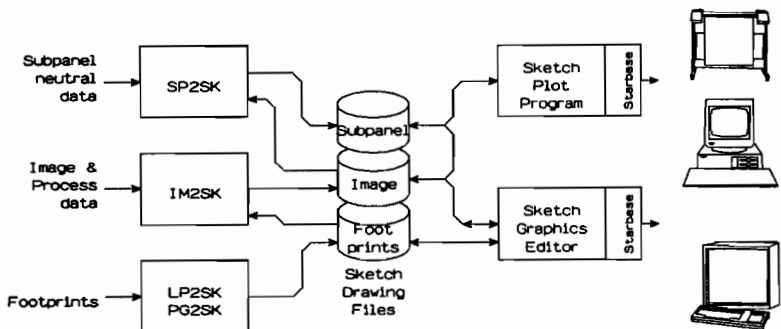 Subpanel
neutral
data
SP2SK
Image &
Process
data
IM2SK
Footprints
LP2SK
PG2SK
Subpanel
Image
Foot
prints
Sketch
Drawing
Files
Sketch
Plot
Program
Starbase
Sketch
Graphics
Editor
Starbase